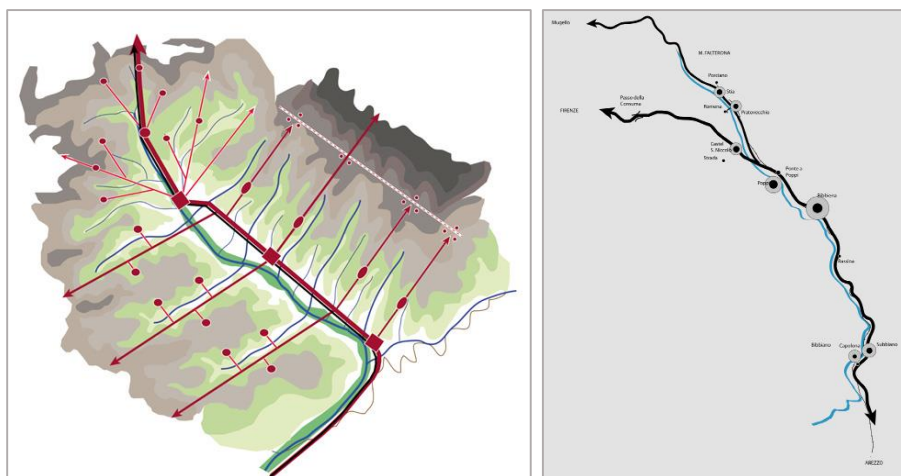 Mugello
M. FALTERONA
Porciano
Stia
Romena
Pratovecchio
Passo della
Consuma
FIRENZE
Castel
S. Niccolò
Strada
Ponte a
Poppi
Poppi
Bibbiena
Rassina
Bibbiano
Capolona
Subbiano
AREZZO